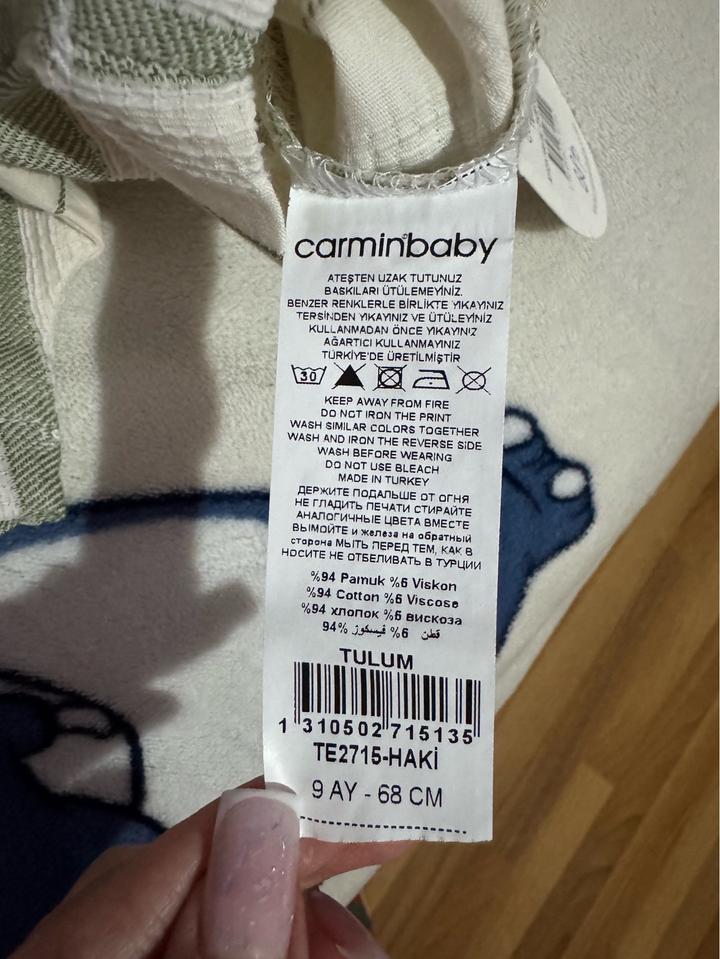 carminbaby
ATEŞTEN UZAK TUTUNUZ
BASKILARI ÜTÜLEMEYİNİZ.
BENZER RENKLERLE BİRLİKTE YIKAYINIZ
TERSİNDEN YIKAYINIZ VE ÜTÜLEYİNİZ
KULLANMADAN ÖNCE YIKAYINIZ
AĞARTICI KULLANMAYINIZ
TÜRKİYE'DE ÜRETİLMİŞTİR
30
KEEP AWAY FROM FIRE
DO NOT IRON THE PRINT
WASH SIMILAR COLORS TOGETHER
WASH AND IRON THE REVERSE SIDE
WASH BEFORE WEARING
DO NOT USE BLEACH
MADE IN TURKEY
ДЕРЖИТЕ ПОДАЛЬШЕ ОТ ОГНЯ
НЕ ГЛАДИТЬ ПЕЧАТИ СТИРАЙТЕ
АНАЛОГИЧНЫЕ ЦВЕТА ВМЕСТЕ
ВЫМОЙТЕ и железа на обратный
сторона МЫТЬ ПЕРЕД ТЕМ, КАК В
НОСИТЕ НЕ ОТБЕЛИВАТЬ В ТУРЦИИ
%94 Pamuk %6 Viskon
%94 Cotton %6 Viscose
%94 хлопок %6 вискоза
قطن 6% فيسكوز 94%
TULUM
1 310502 715135
TE2715-HAKİ
9 AY - 68 CM